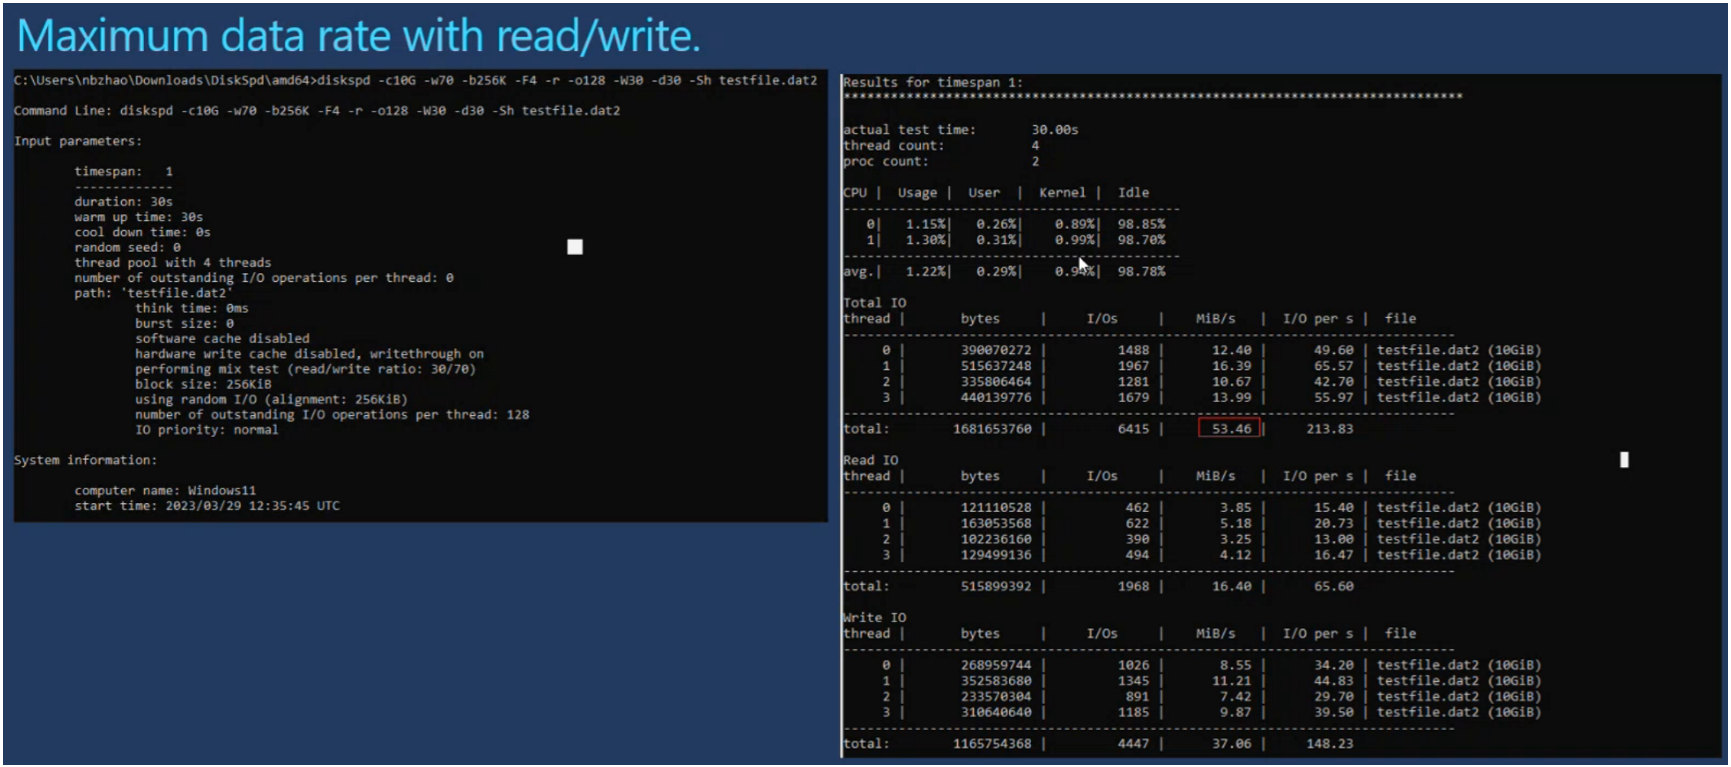 Maximum data rate with read/write.
C:\Users\nbzhao\Downloads\DiskSpd\amd64>diskspd -c10G -w70 -b256K -F4 -r -o128 -W30 -d30 -Sh testfile.dat2
Command Line: diskspd -c10G -w70 -b256K -F4 -r -o128 -W30 -d30 -Sh testfile.dat2
Input parameters:
timespan: 1
-------------
duration: 30s
warm up time: 30s
cool down time: 0s
random seed: 0
thread pool with 4 threads
number of outstanding I/O operations per thread: 0
path: 'testfile.dat2'
think time: 0ms
burst size: 0
software cache disabled
hardware write cache disabled, writethrough on
performing mix test (read/write ratio: 30/70)
block size: 256KiB
using random I/O (alignment: 256KiB)
number of outstanding I/O operations per thread: 128
IO priority: normal
System information:
computer name: Windows11
start time: 2023/03/29 12:35:45 UTC
Results for timespan 1:
*******************************************************************************
actual test time: 30.00s
thread count: 4
proc count: 2
CPU | Usage | User | Kernel | Idle
-------------------------------------------
0| 1.15%| 0.26%| 0.89%| 98.85%
1| 1.30%| 0.31%| 0.99%| 98.70%
-------------------------------------------
avg.| 1.22%| 0.29%| 0.94%| 98.78%
Total IO
thread | bytes | I/Os | MiB/s | I/O per s | file
------------------------------------------------------------------------------
0 | 390070272 | 1488 | 12.40 | 49.60 | testfile.dat2 (10GiB)
1 | 515637248 | 1967 | 16.39 | 65.57 | testfile.dat2 (10GiB)
2 | 335806464 | 1281 | 10.67 | 42.70 | testfile.dat2 (10GiB)
3 | 440139776 | 1679 | 13.99 | 55.97 | testfile.dat2 (10GiB)
------------------------------------------------------------------------------
total: 1681653760 | 6415 | 53.46 | 213.83
Read IO
thread | bytes | I/Os | MiB/s | I/O per s | file
------------------------------------------------------------------------------
0 | 121110528 | 462 | 3.85 | 15.40 | testfile.dat2 (10GiB)
1 | 163053568 | 622 | 5.18 | 20.73 | testfile.dat2 (10GiB)
2 | 102236160 | 390 | 3.25 | 13.00 | testfile.dat2 (10GiB)
3 | 129499136 | 494 | 4.12 | 16.47 | testfile.dat2 (10GiB)
------------------------------------------------------------------------------
total: 515899392 | 1968 | 16.40 | 65.60
Write IO
thread | bytes | I/Os | MiB/s | I/O per s | file
------------------------------------------------------------------------------
0 | 268959744 | 1026 | 8.55 | 34.20 | testfile.dat2 (10GiB)
1 | 352583680 | 1345 | 11.21 | 44.83 | testfile.dat2 (10GiB)
2 | 233570304 | 891 | 7.42 | 29.70 | testfile.dat2 (10GiB)
3 | 310640640 | 1185 | 9.87 | 39.50 | testfile.dat2 (10GiB)
------------------------------------------------------------------------------
total: 1165754368 | 4447 | 37.06 | 148.23